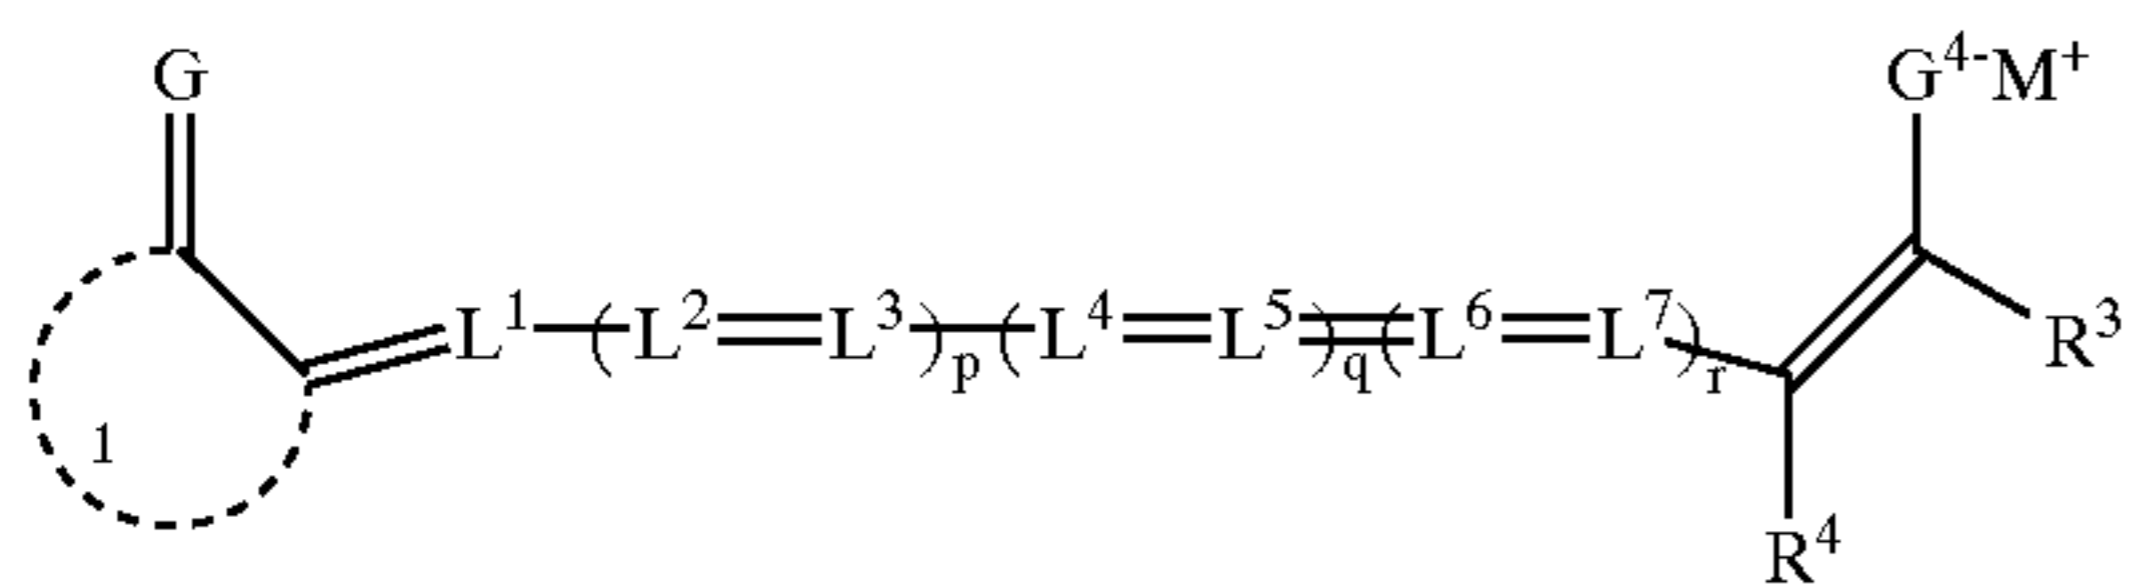 G G⁴⁻M⁺
L¹ (L² L³)p (L⁴ L⁵)q (L⁶ L⁷)r R³
1
R⁴